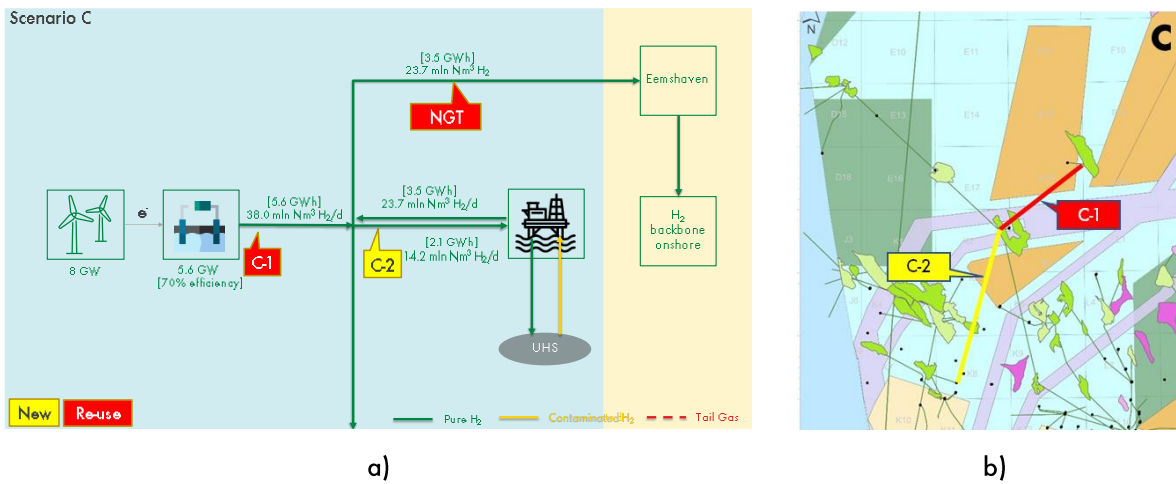 Scenario C
[3.5 GWh]
23.7 mln Nm³ H₂
NGT
Eemshaven
[5.6 GWh]
38.0 mln Nm³ H₂/d
[3.5 GWh]
23.7 mln Nm³ H₂/d
e⁻
C-1
C-2
[2.1 GWh]
14.2 mln Nm³ H₂/d
H₂
backbone
onshore
8 GW
5.6 GW
[70% efficiency]
UHS
New
Re-use
Pure H₂
Contaminated H₂
Tail Gas
a)
C
N
D12
E10
E11
F10
E13
E14
D15
D18
E16
E17
J3
C-1
C-2
J6
K8
K9
K10
b)